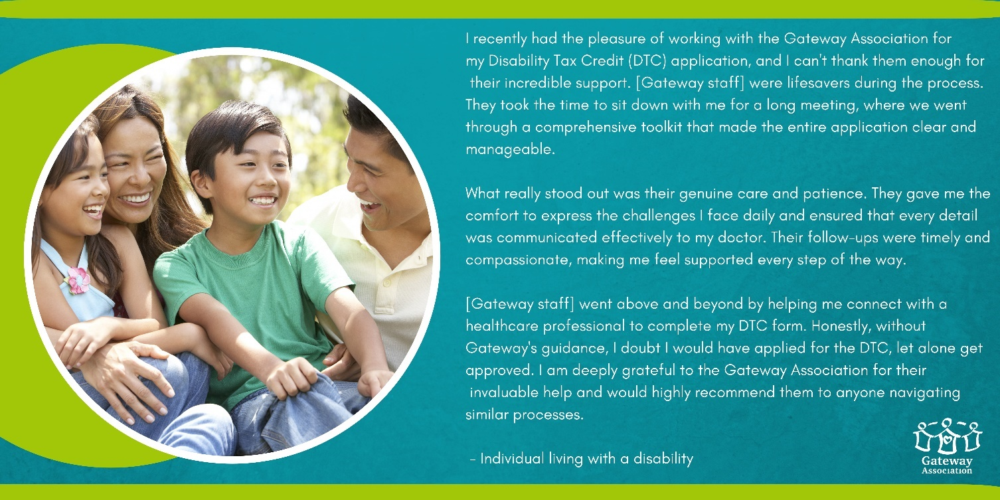 I recently had the pleasure of working with the Gateway Association for
my Disability Tax Credit (DTC) application, and I can't thank them enough for
their incredible support. [Gateway staff] were lifesavers during the process.
They took the time to sit down with me for a long meeting, where we went
through a comprehensive toolkit that made the entire application clear and
manageable.
What really stood out was their genuine care and patience. They gave me the
comfort to express the challenges I face daily and ensured that every detail
was communicated effectively to my doctor. Their follow-ups were timely and
compassionate, making me feel supported every step of the way.
[Gateway staff] went above and beyond by helping me connect with a
healthcare professional to complete my DTC form. Honestly, without
Gateway's guidance, I doubt I would have applied for the DTC, let alone get
approved. I am deeply grateful to the Gateway Association for their
invaluable help and would highly recommend them to anyone navigating
similar processes.
- Individual living with a disability
Gateway
Association